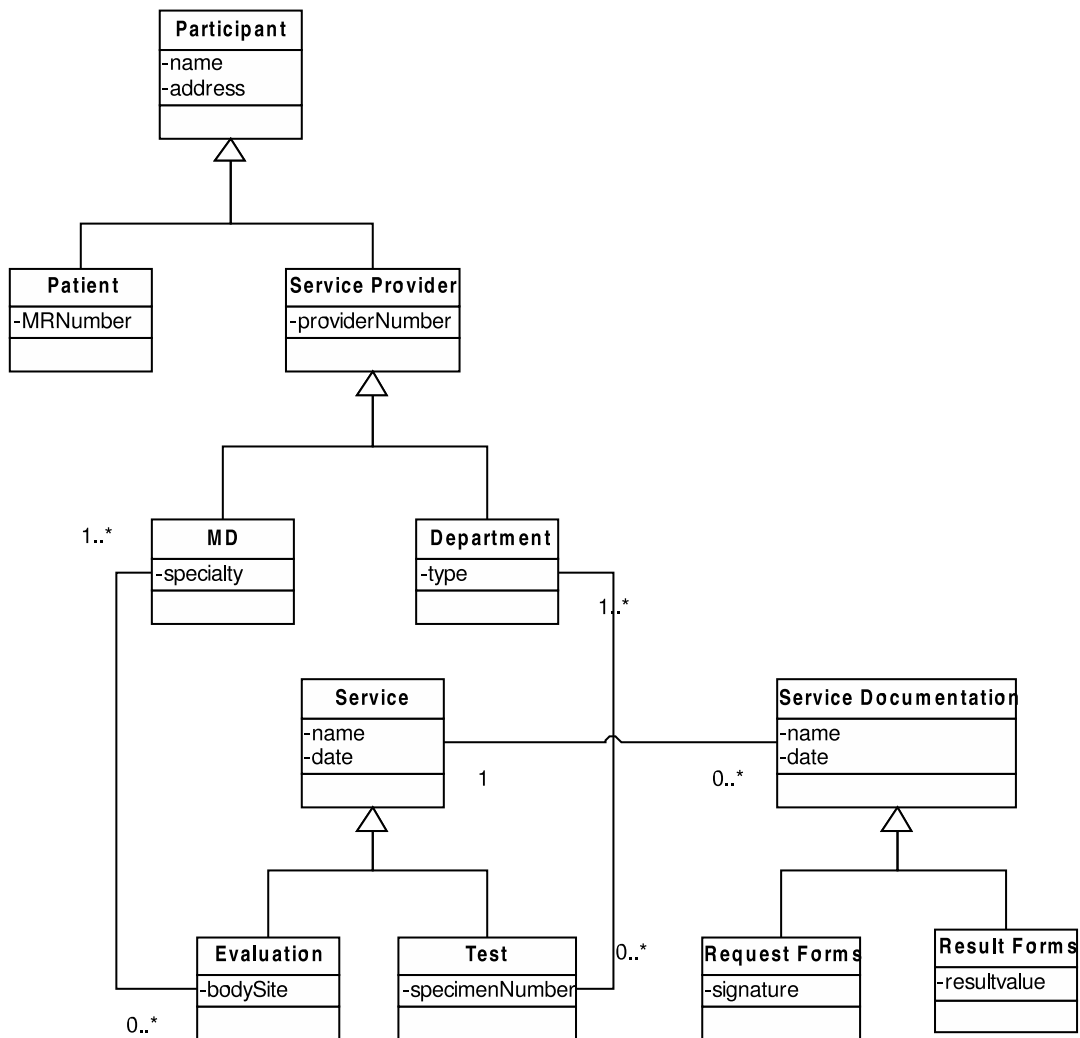 Participant
-name
-address
Patient
-MRNumber
Service Provider
-providerNumber
1..*
MD
-specialty
Department
-type
1..*
Service
-name
-date
1
0..*
Service Documentation
-name
-date
Evaluation
-bodySite
0..*
Test
-specimenNumber
0..*
Request Forms
-signature
Result Forms
-resultvalue